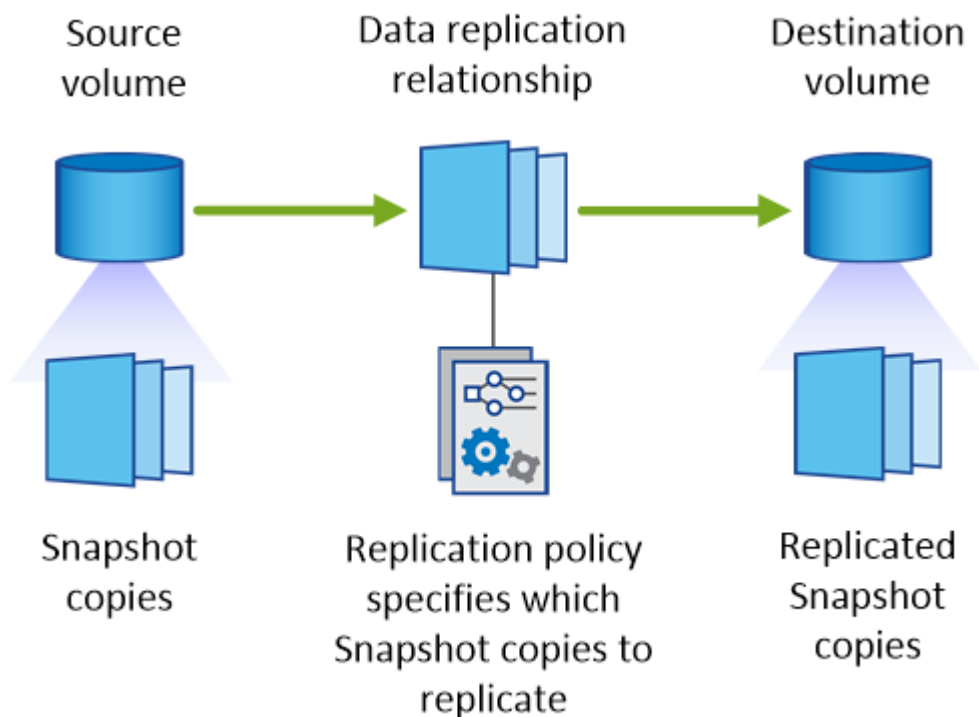 Source
volume
Data replication
relationship
Destination
volume
Snapshot
copies
Replication policy
specifies which
Snapshot copies to
replicate
Replicated
Snapshot
copies